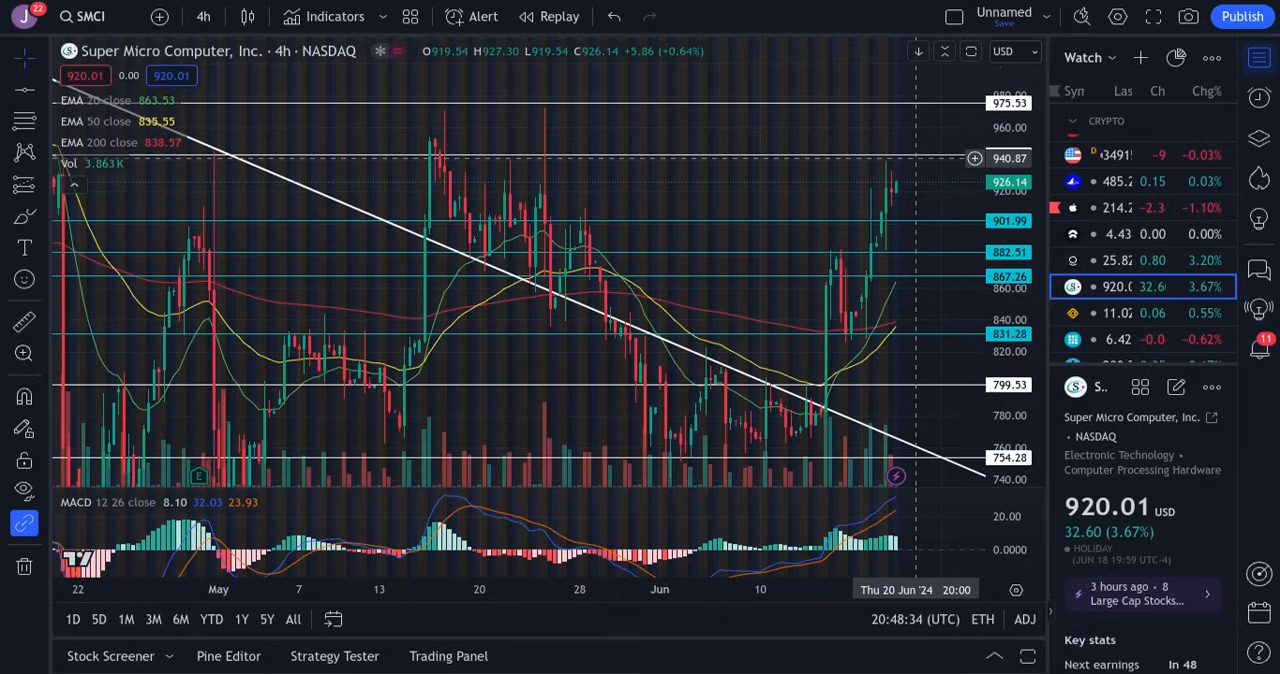 J
22
SMCI
4h
Indicators
Alert
Replay
Unnamed
Save
Publish
Super Micro Computer, Inc. · 4h · NASDAQ
O919.54 H927.30 L919.54 C926.14 +5.86 (+0.64%)
USD
920.01 0.00 920.01
EMA 20 close 863.53
EMA 50 close 835.55
EMA 200 close 838.57
Vol 3.863 K
980.00
975.53
960.00
940.87
926.14
920.00
901.99
882.51
867.26
860.00
840.00
831.28
820.00
799.53
780.00
760.00
754.28
740.00
E
MACD 12 26 close 8.10 32.03 23.93
20.00
0.0000
22 May 7 13 20 28 Jun 10
Thu 20 Jun '24 20:00
1D 5D 1M 3M 6M YTD 1Y 5Y All
20:48:34 (UTC) ETH ADJ
Stock Screener
Pine Editor
Strategy Tester
Trading Panel
Watch
Syn Las Ch Chg%
CRYPTO
D 3491 -9 -0.03%
485.2 0.15 0.03%
214.2 -2.3 -1.10%
4.43 0.00 0.00%
25.82 0.80 3.20%
920.0 32.6 3.67%
11.02 0.06 0.55%
6.42 -0.0 -0.62%
S..
Super Micro Computer, Inc.
• NASDAQ
Electronic Technology •
Computer Processing Hardware
920.01 USD
32.60 (3.67%)
HOLIDAY
(JUN 18 19:59 UTC-4)
3 hours ago • 8
Large Cap Stocks...
Key stats
Next earnings In 48
11